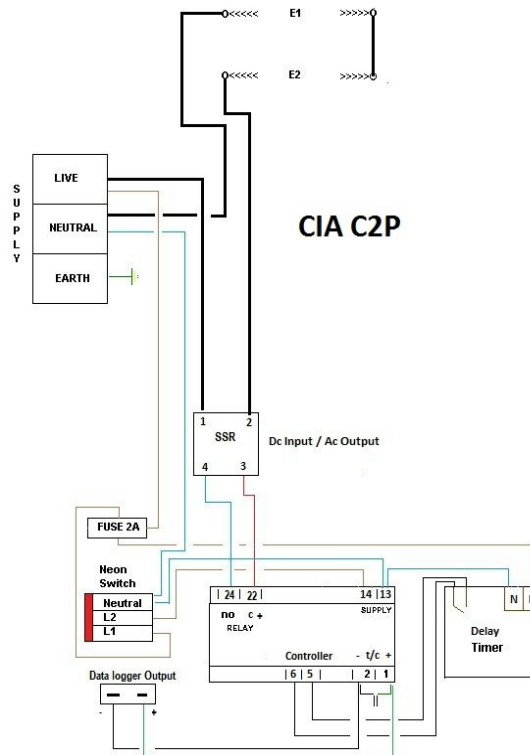 E1 >>>>>
<<<<<
E2 >>>>>
<<<<<
SUPPLY
LIVE
NEUTRAL
EARTH
CIA C2P
1 2
SSR
4 3
Dc Input / Ac Output
FUSE 2A
Neon
Switch
Neutral
L2
L1
24 22 14 13
no c + SUPPLY
RELAY
Controller - t/c +
6 5 2 1
N
Delay
Timer
Data logger Output
- +